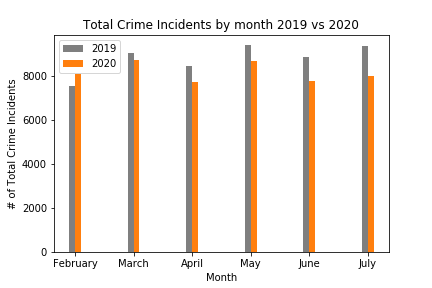 Total Crime Incidents by month 2019 vs 2020
2019
2020
# of Total Crime Incidents
8000
6000
4000
2000
0
February March April May June July
Month